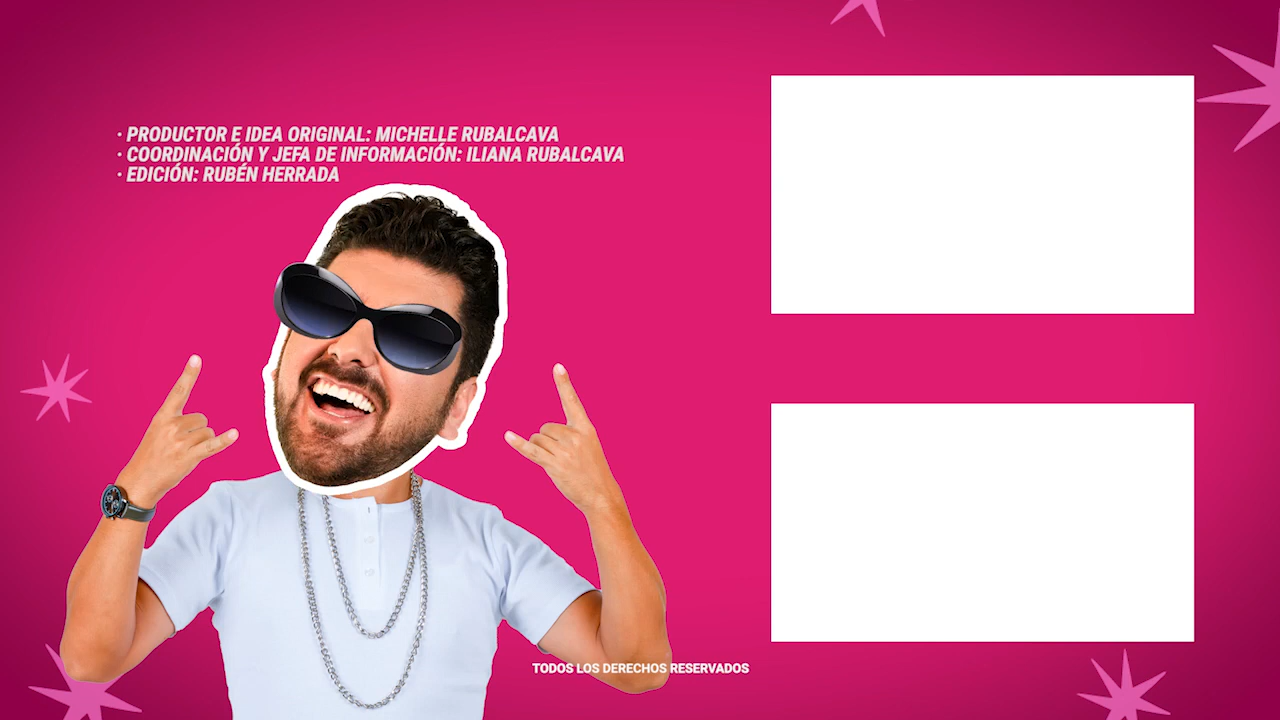 · PRODUCTOR E IDEA ORIGINAL: MICHELLE RUBALCAVA
· COORDINACIÓN Y JEFA DE INFORMACIÓN: ILIANA RUBALCAVA
· EDICIÓN: RUBÉN HERRADA
TODOS LOS DERECHOS RESERVADOS